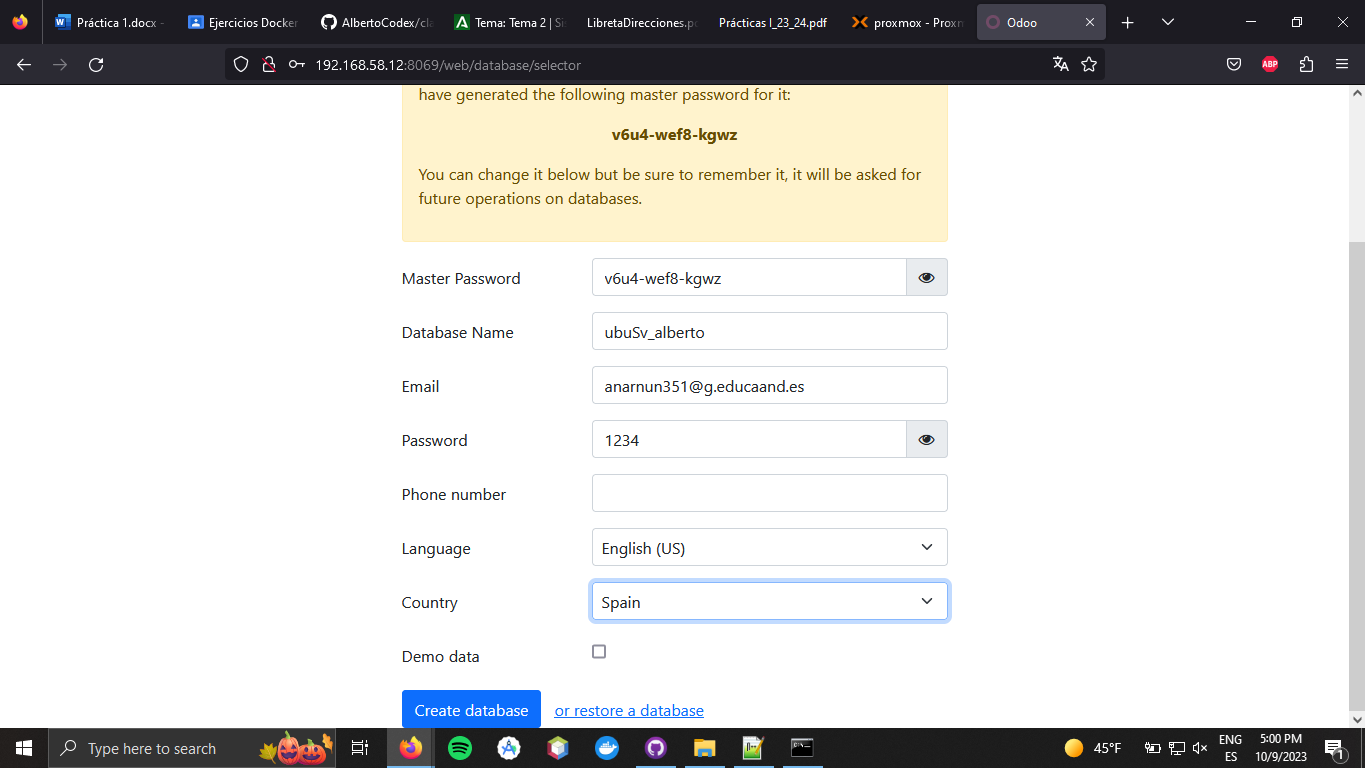 Práctica 1.docx -
Ejercicios Docker
AlbertoCodex/cla
Tema: Tema 2 | Si
LibretaDirecciones.po
Prácticas I_23_24.pdf
proxmox - Proxm
Odoo
192.168.58.12:8069/web/database/selector
ABP
have generated the following master password for it:
v6u4-wef8-kgwz
You can change it below but be sure to remember it, it will be asked for
future operations on databases.
Master Password
v6u4-wef8-kgwz
Database Name
ubuSv_alberto
Email
anarnun351@g.educaand.es
Password
1234
Phone number
Language
English (US)
Country
Spain
Demo data
Create database
or restore a database
Type here to search
45°F
ENG
ES
5:00 PM
10/9/2023
1